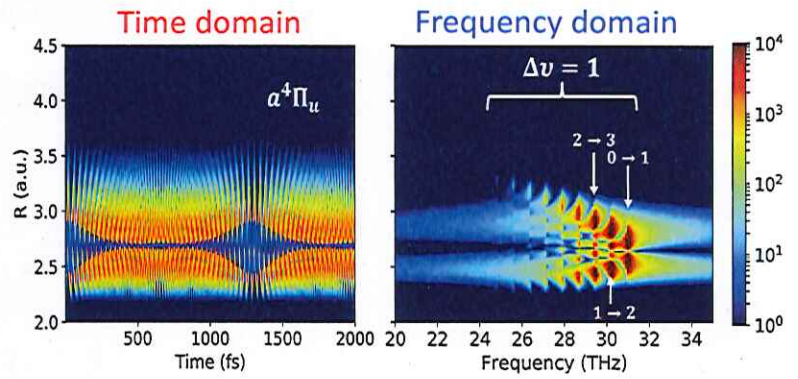 Time domain
Frequency domain
4.5
4.0
3.5
3.0
2.5
2.0
R (a.u.)
a⁴Πᵤ
500
1000
1500
2000
Time (fs)
Δv = 1
2 → 3
0 → 1
1 → 2
20
22
24
26
28
30
32
34
Frequency (THz)
10⁴
10³
10²
10¹
10⁰